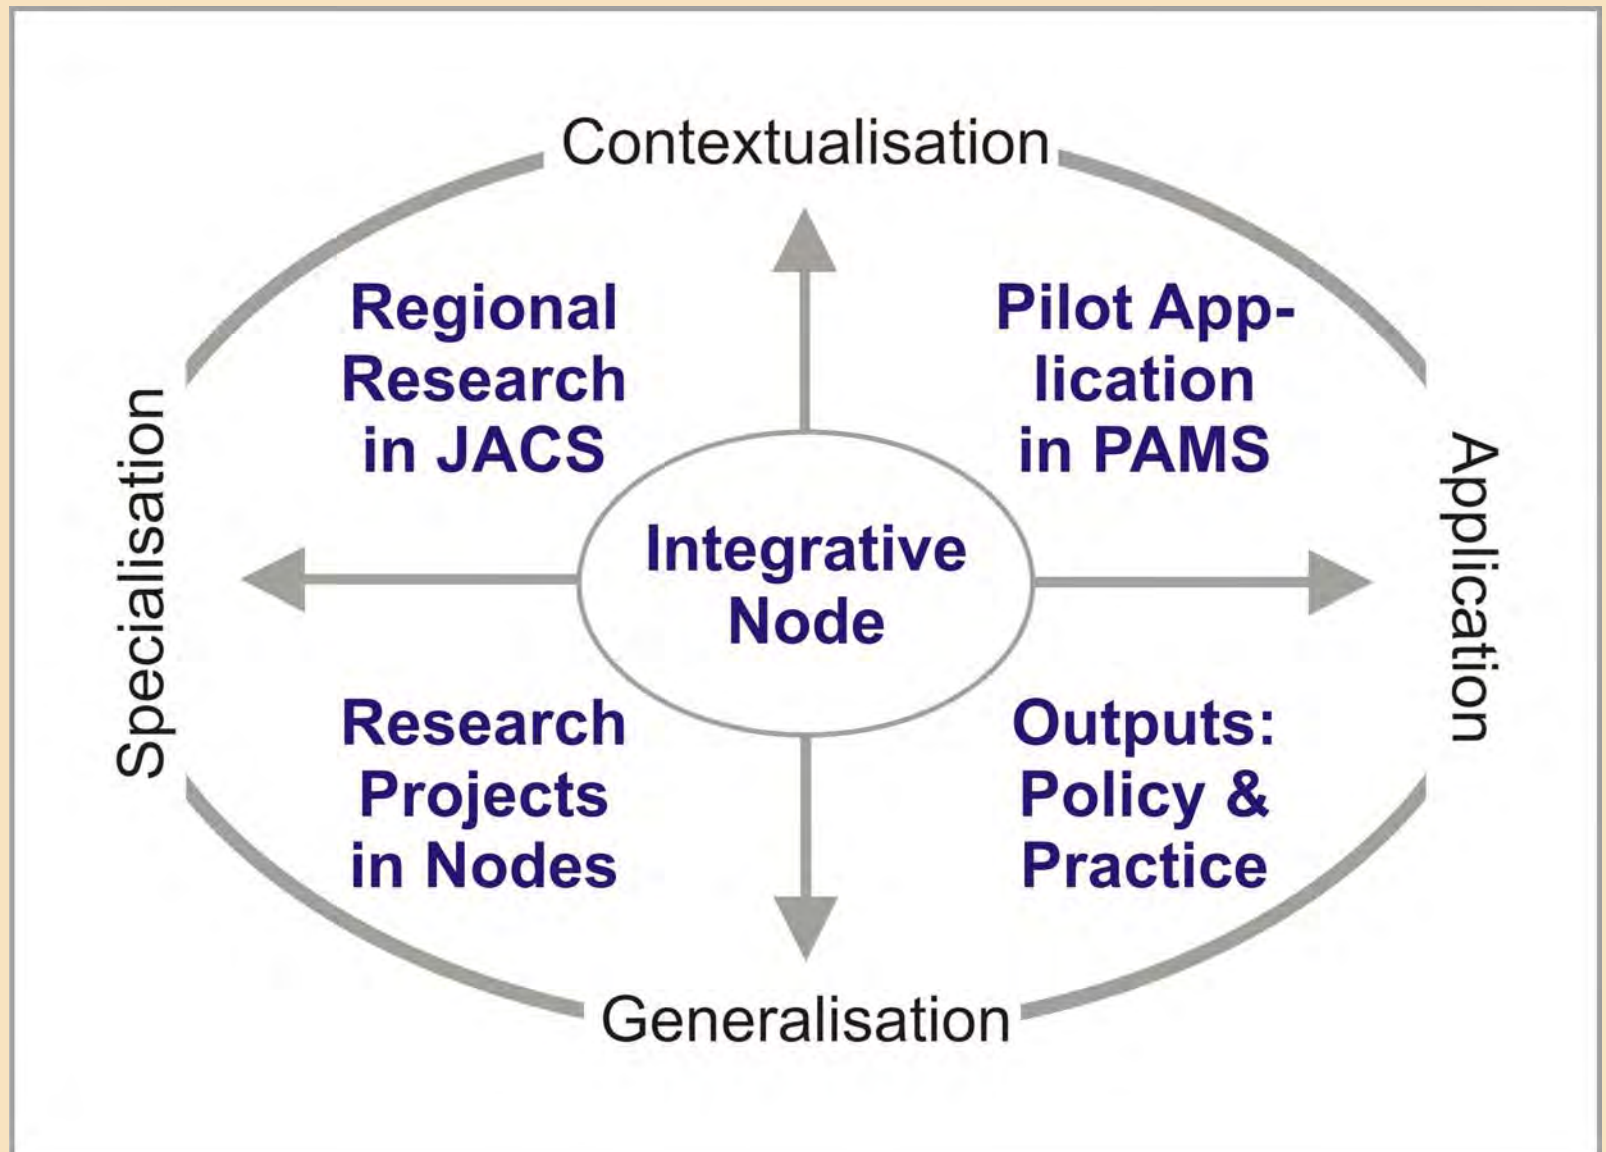 Contextualisation
Regional
Research
in JACS
Pilot App-
lication
in PAMS
Specialisation
Integrative
Node
Application
Research
Projects
in Nodes
Outputs:
Policy &
Practice
Generalisation